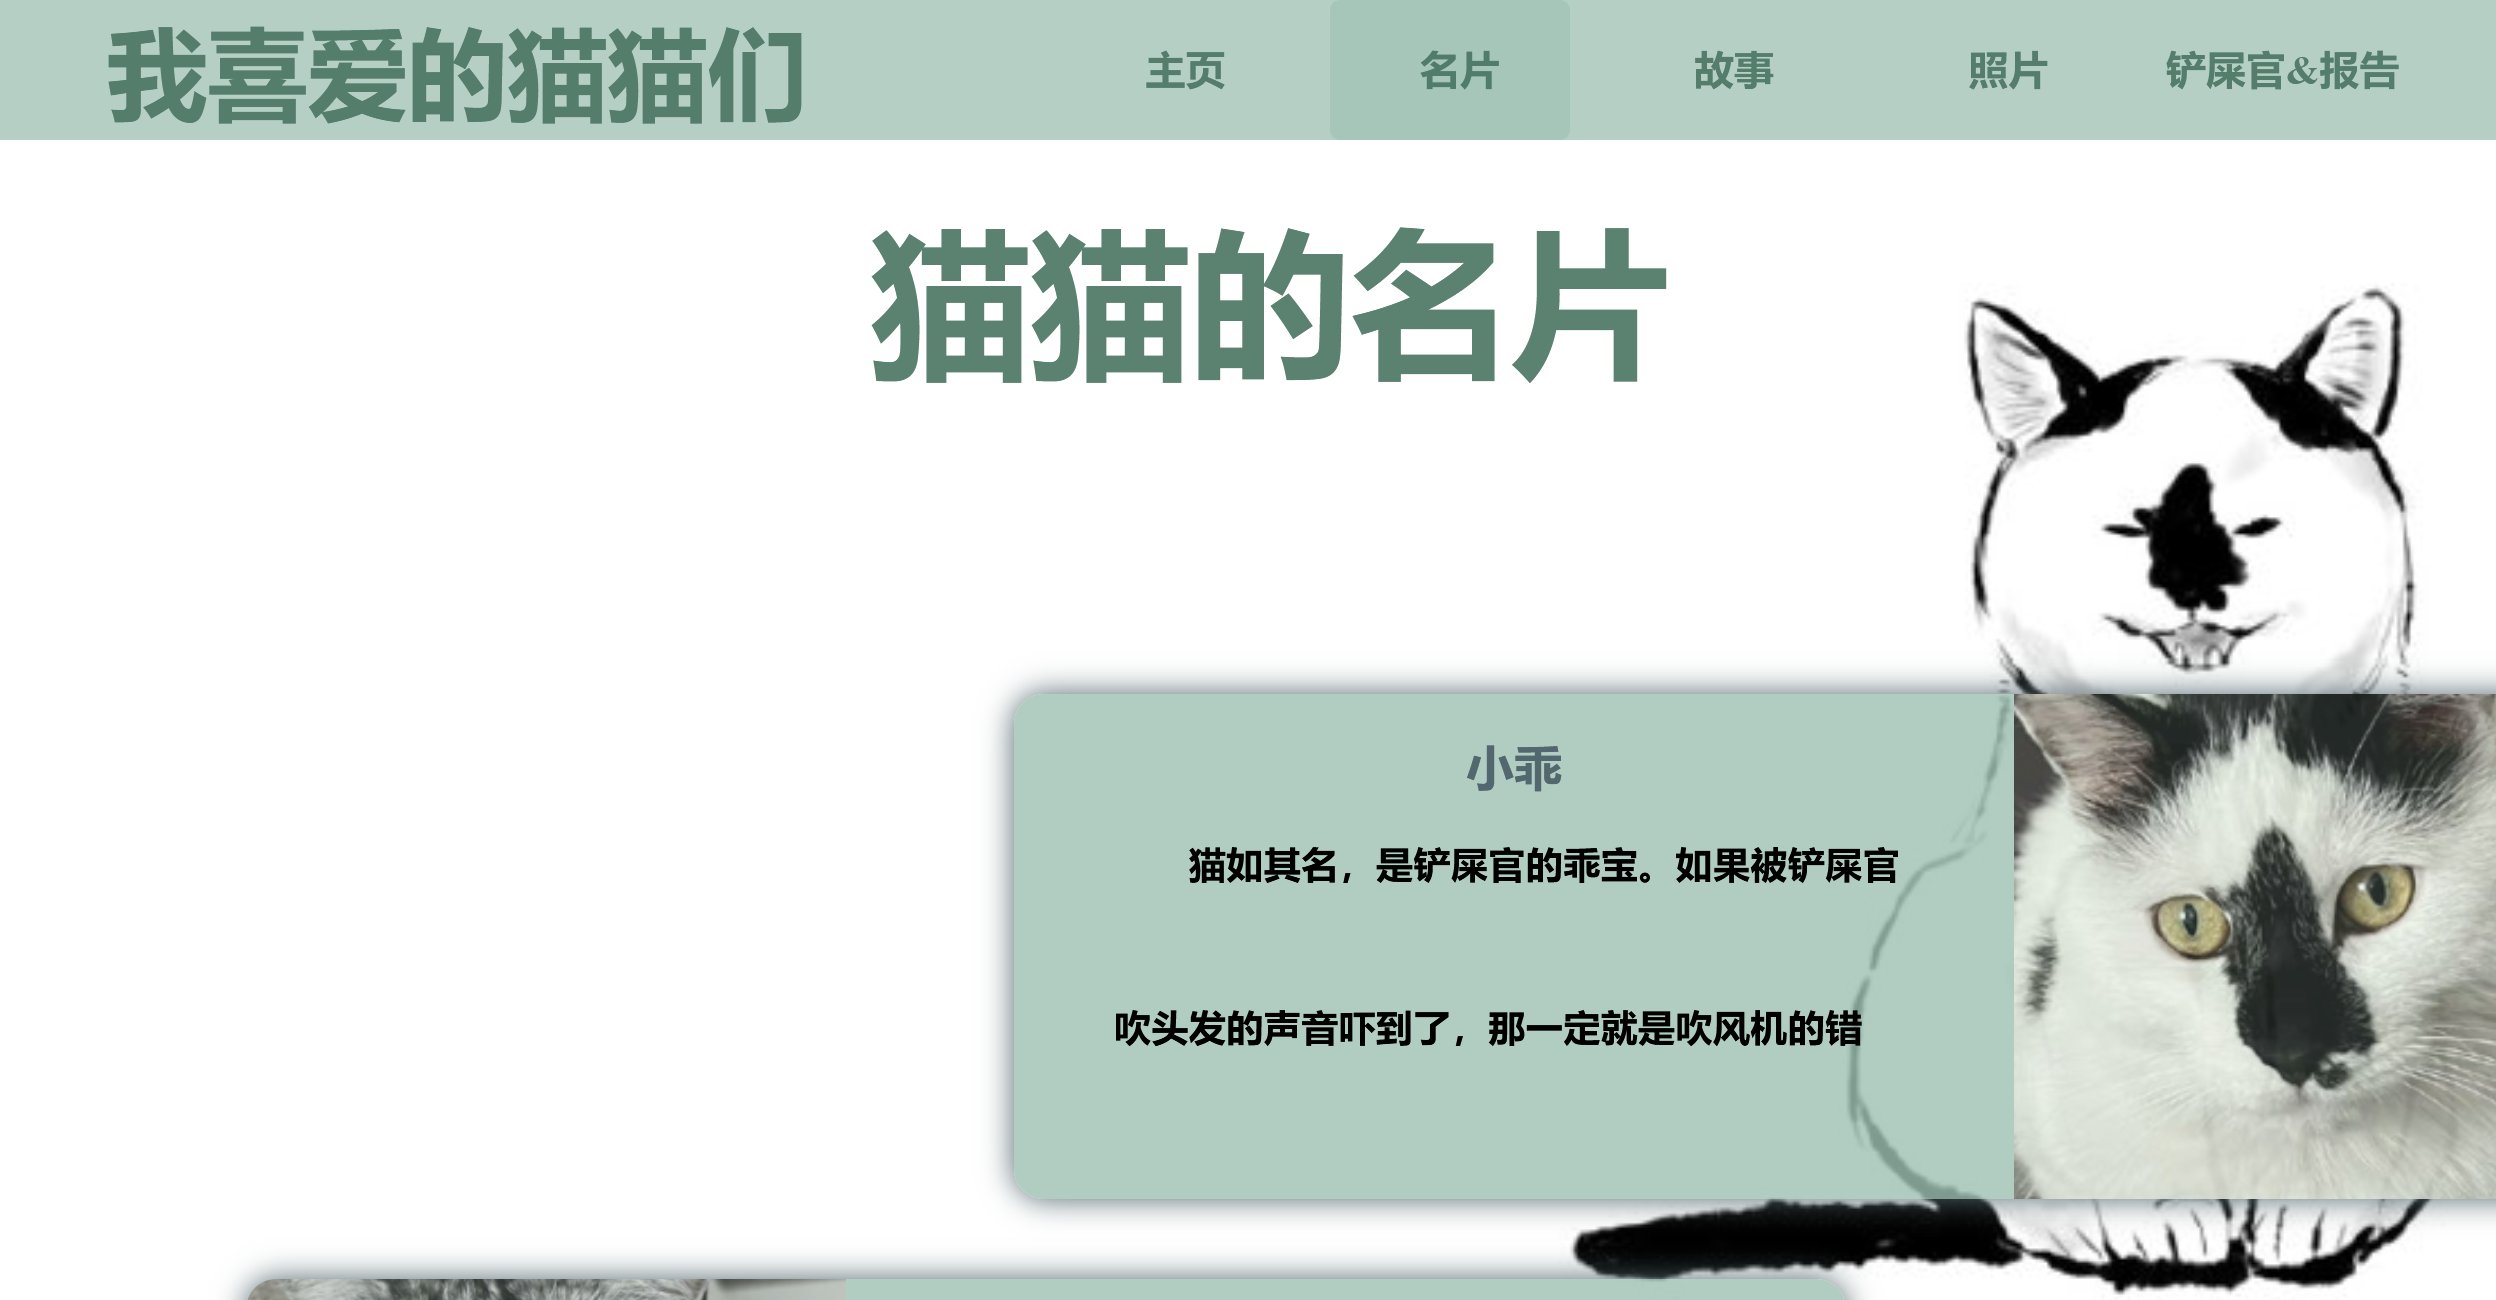 我喜爱的猫猫们
主页 名片 故事 照片 铲屎官&报告
猫猫的名片
小乖
猫如其名，是铲屎官的乖宝。如果被铲屎官
吹头发的声音吓到了，那一定就是吹风机的错